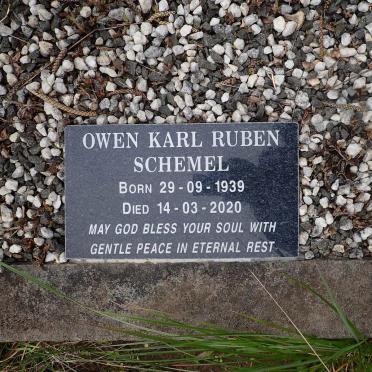 OWEN KARL RUBEN
SCHEMEL
BORN 29-09-1939
DIED 14-03-2020
MAY GOD BLESS YOUR SOUL WITH
GENTLE PEACE IN ETERNAL REST